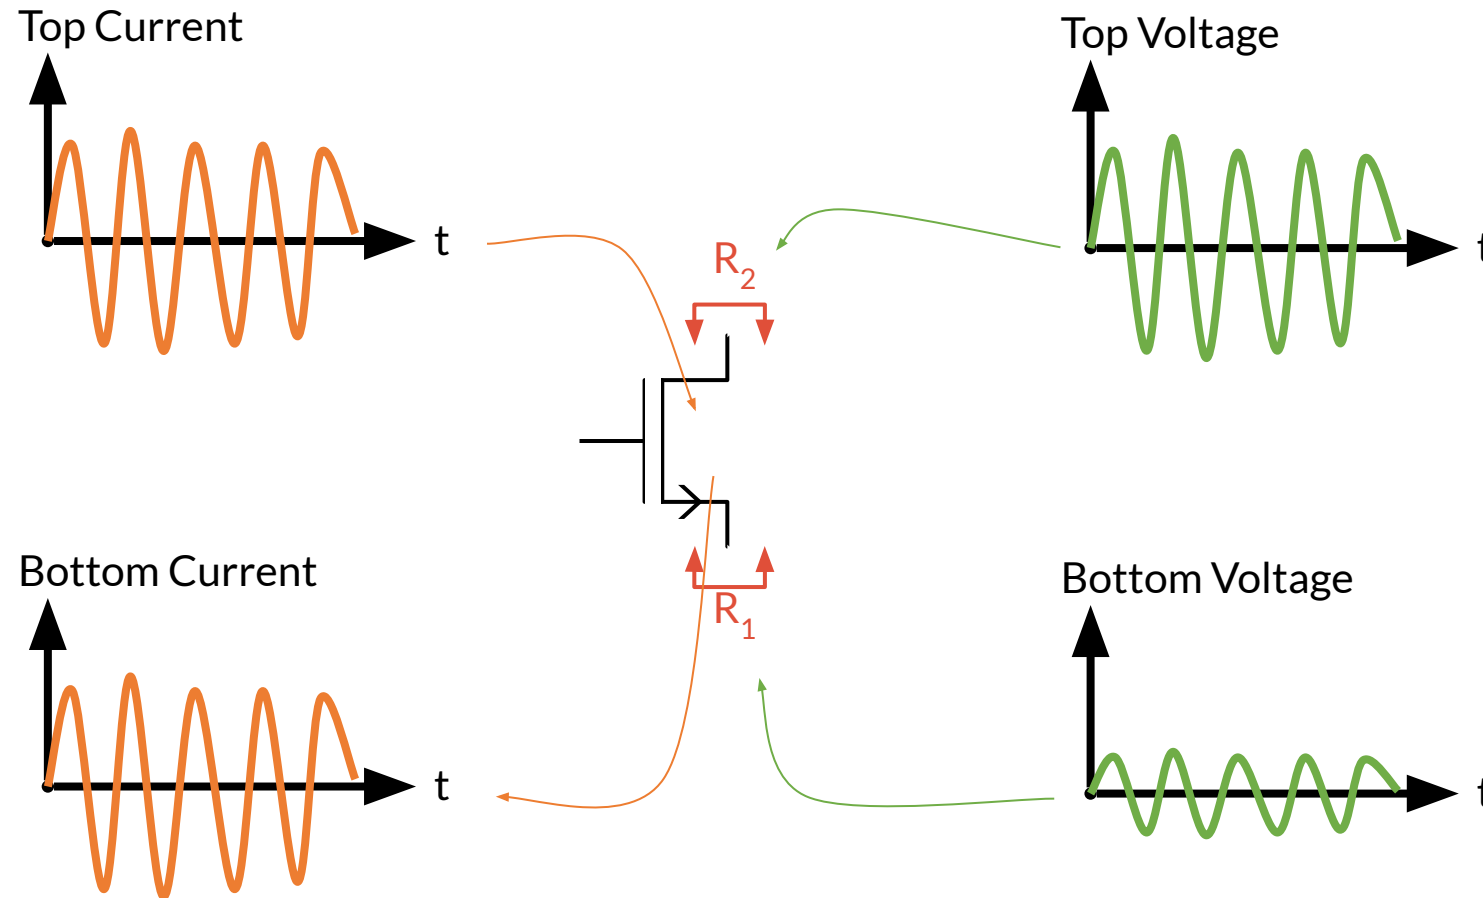 Top Current
Top Voltage
t
t
R2
Bottom Current
Bottom Voltage
R1
t
t